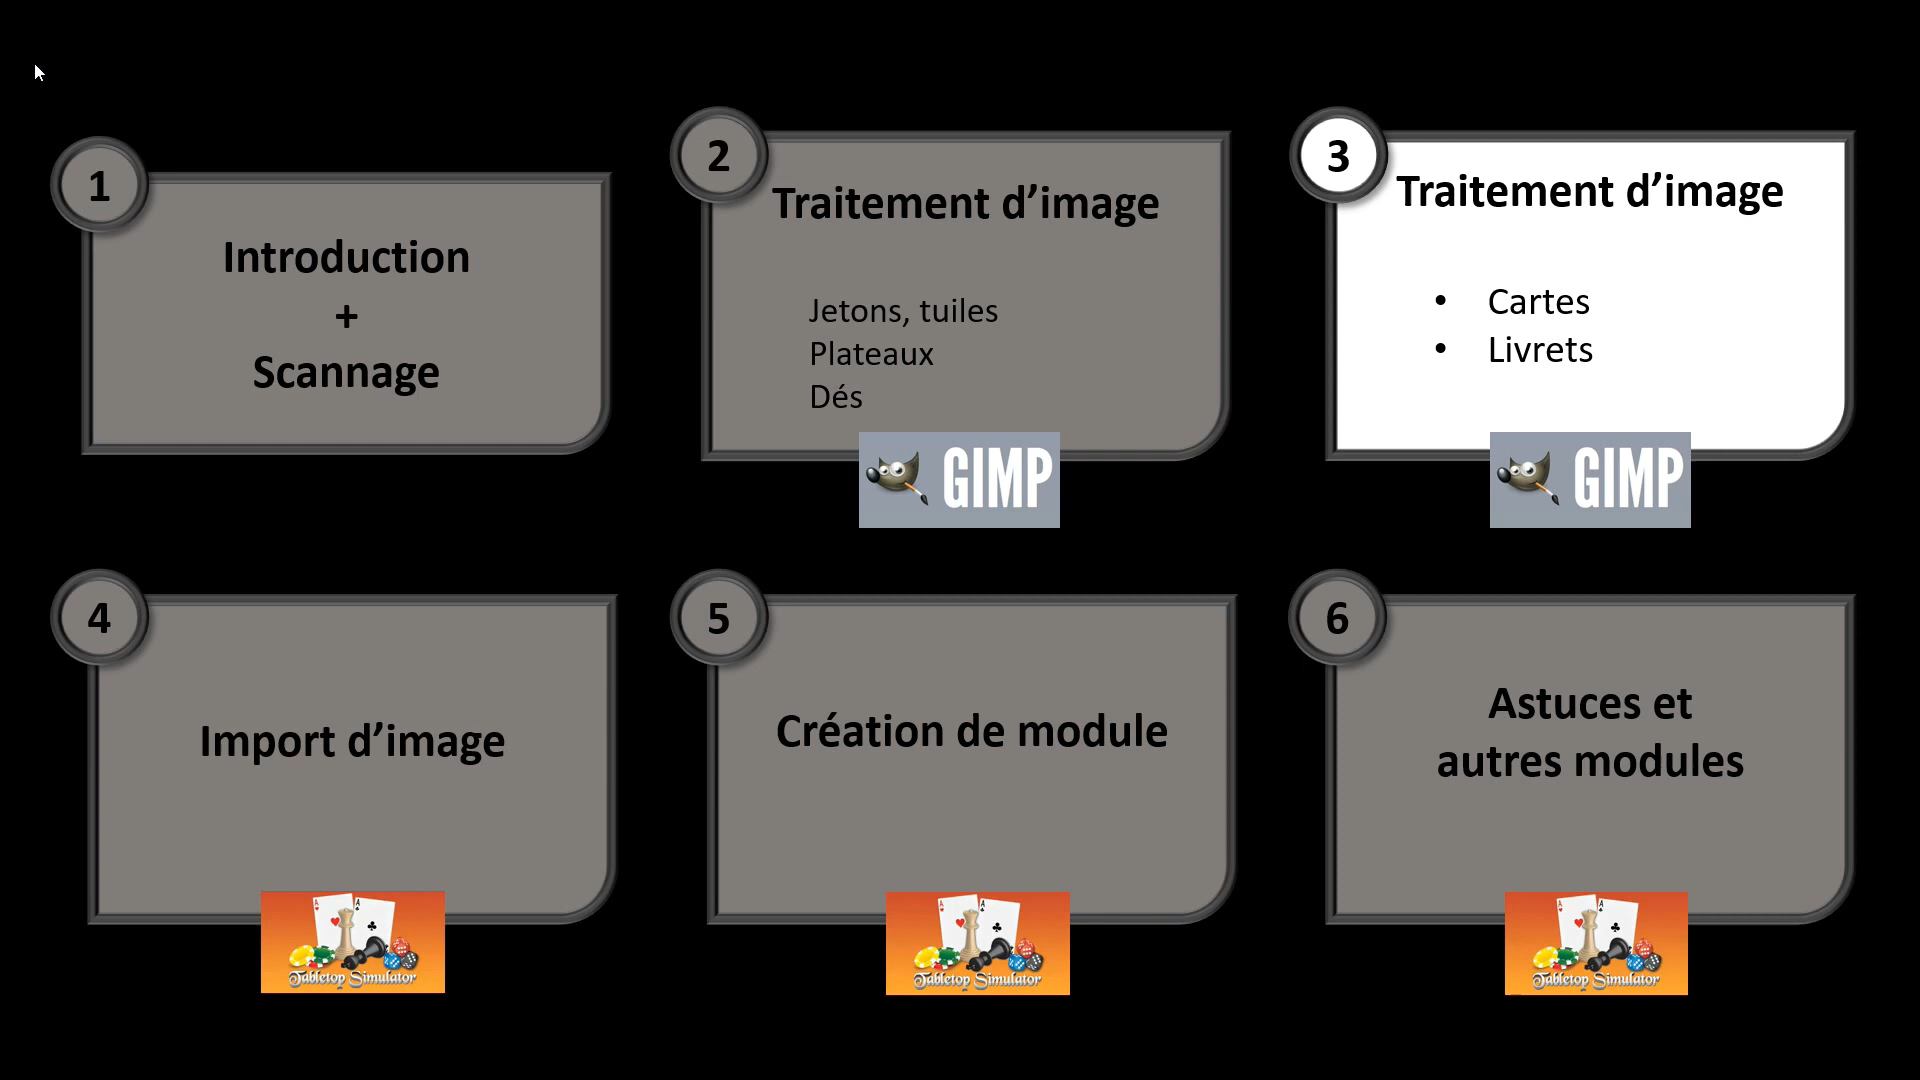 1
Introduction
+
Scannage
2
Traitement d’image
Jetons, tuiles
Plateaux
Dés
GIMP
3
Traitement d’image
• Cartes
• Livrets
GIMP
4
Import d’image
Tabletop Simulator
5
Création de module
Tabletop Simulator
6
Astuces et
autres modules
Tabletop Simulator